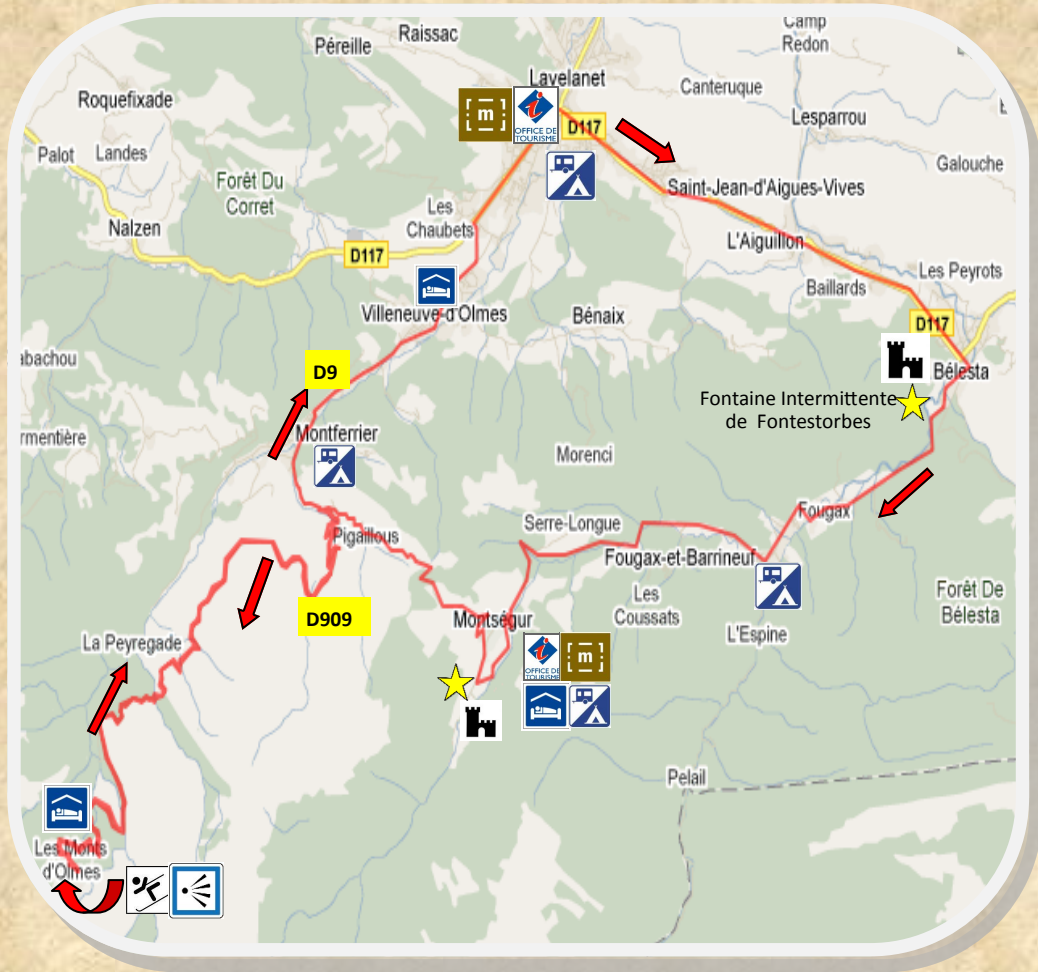 Camp
Redon
Raissac
Péreille
Lavelanet
Canteruque
Roquefixade
m
OFFICE DE
TOURISME
D117
Lesparrou
Palot
Landes
Galouche
Forêt Du
Corret
Saint-Jean-d'Aigues-Vives
Les
Chaubets
Nalzen
L'Aiguillon
D117
Les Peyrots
Baillards
Villeneuve-d'Olmes
Bénaix
D117
abachou
D9
Bélesta
Fontaine Intermittente
de Fontestorbes
rmentière
Montferrier
Morenci
Fougax
Serre-Longue
Pigaillous
Fougax-et-Barrineuf
Les
Coussats
Forêt De
Bélesta
D909
Montségur
L'Espine
La Peyregade
OFFICE DE
TOURISME
m
Pelail
Les Monts
d'Olmes